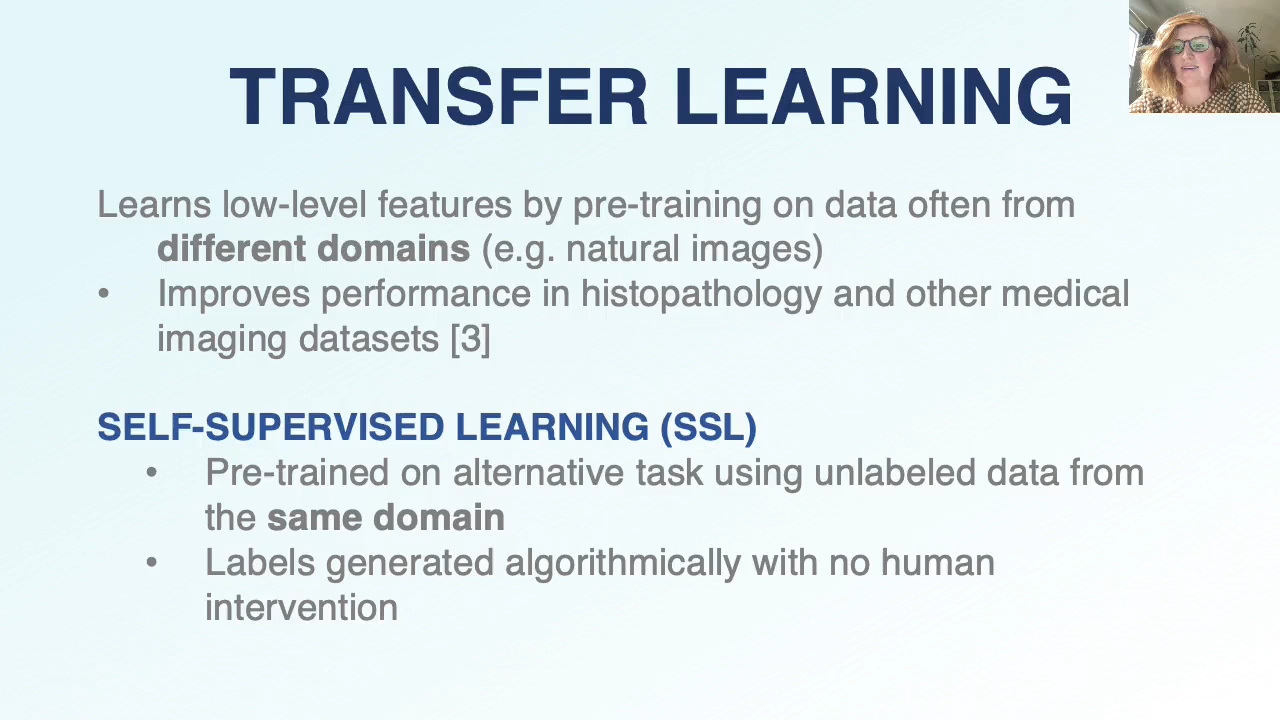 TRANSFER LEARNING
Learns low-level features by pre-training on data often from
different domains (e.g. natural images)
• Improves performance in histopathology and other medical
imaging datasets [3]
SELF-SUPERVISED LEARNING (SSL)
• Pre-trained on alternative task using unlabeled data from
the same domain
• Labels generated algorithmically with no human
intervention